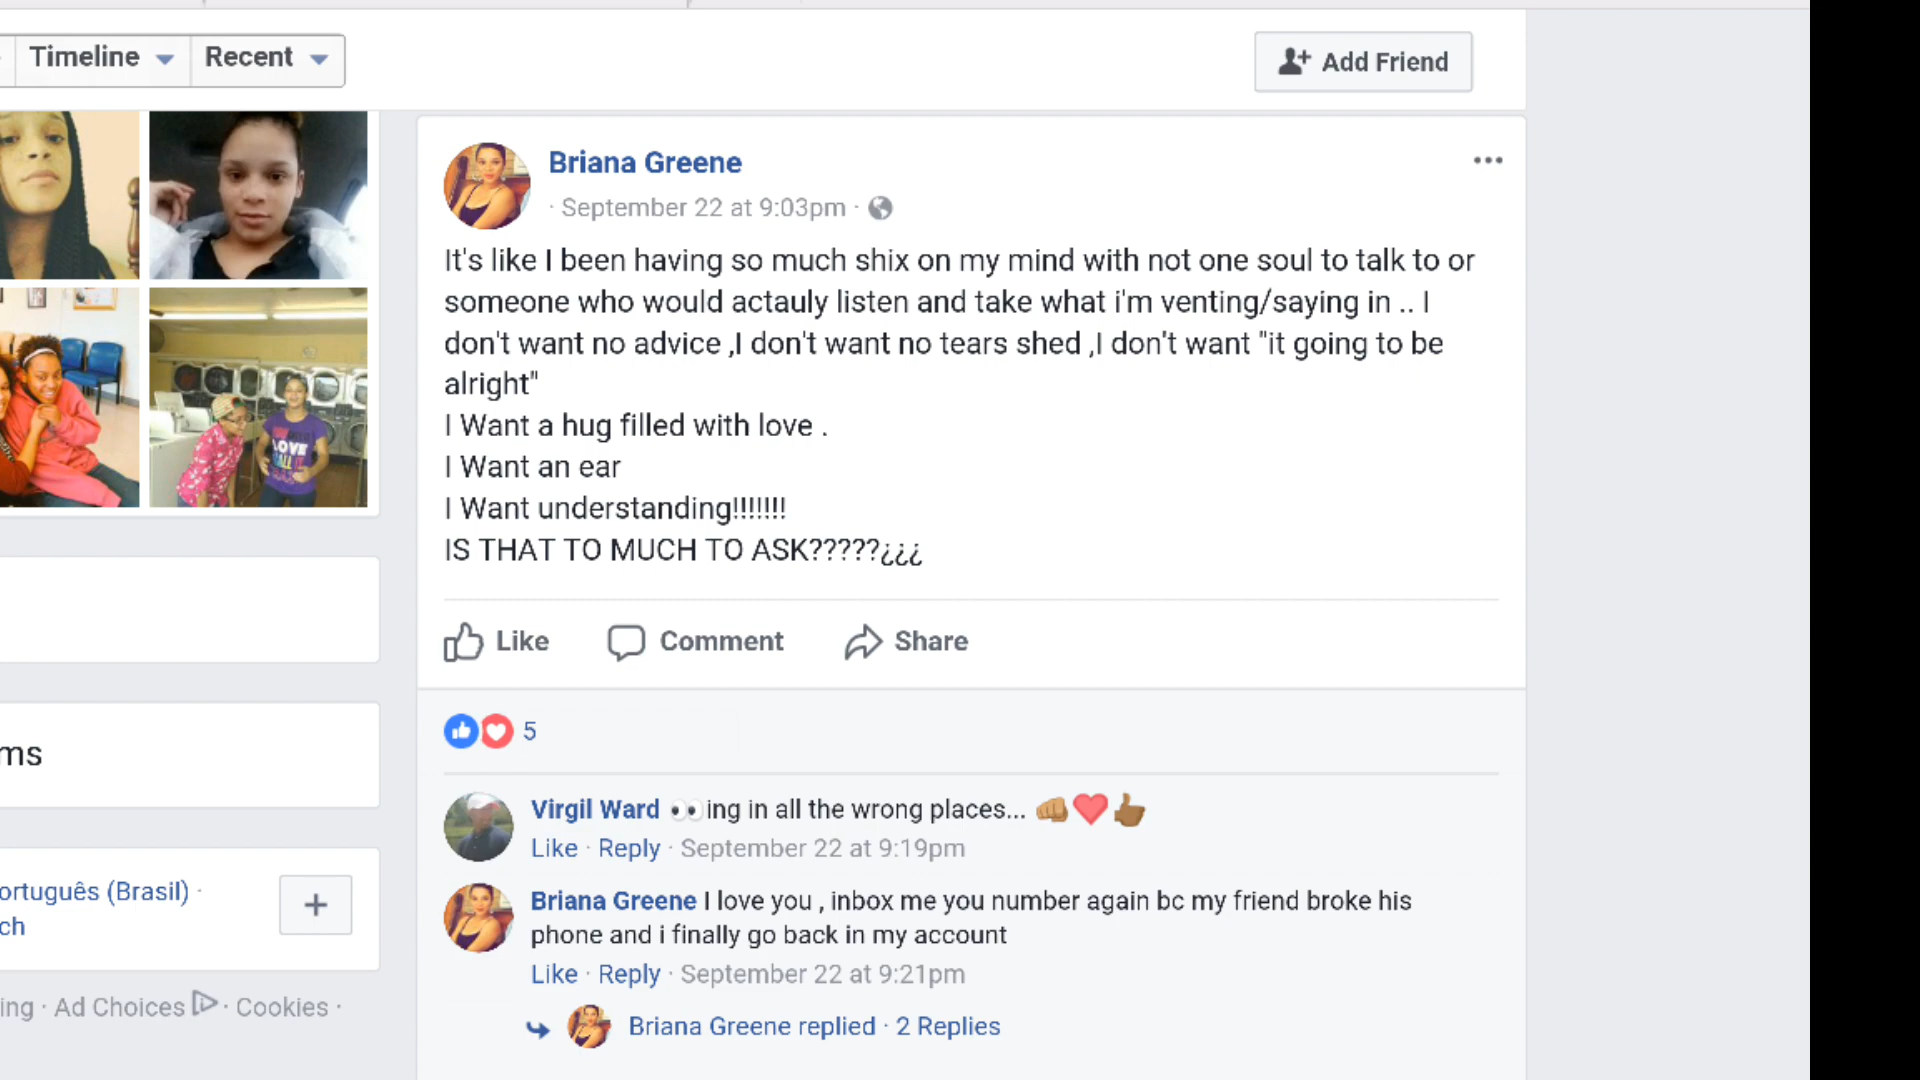 Timeline
Recent
Add Friend
Briana Greene
· September 22 at 9:03pm ·
It's like I been having so much shix on my mind with not one soul to talk to or
someone who would actauly listen and take what i'm venting/saying in .. I
don't want no advice ,I don't want no tears shed ,I don't want "it going to be
alright"
I Want a hug filled with love .
I Want an ear
I Want understanding!!!!!!!
IS THAT TO MUCH TO ASK?????¿¿¿
Like Comment Share
5
Virgil Ward 👀ing in all the wrong places... 👊🏽❤️👍🏾
Like · Reply · September 22 at 9:19pm
Briana Greene I love you , inbox me you number again bc my friend broke his
phone and i finally go back in my account
Like · Reply · September 22 at 9:21pm
Briana Greene replied · 2 Replies
LOVE
ms
ortuguês (Brasil) ·
ch
+
ing · Ad Choices · Cookies ·